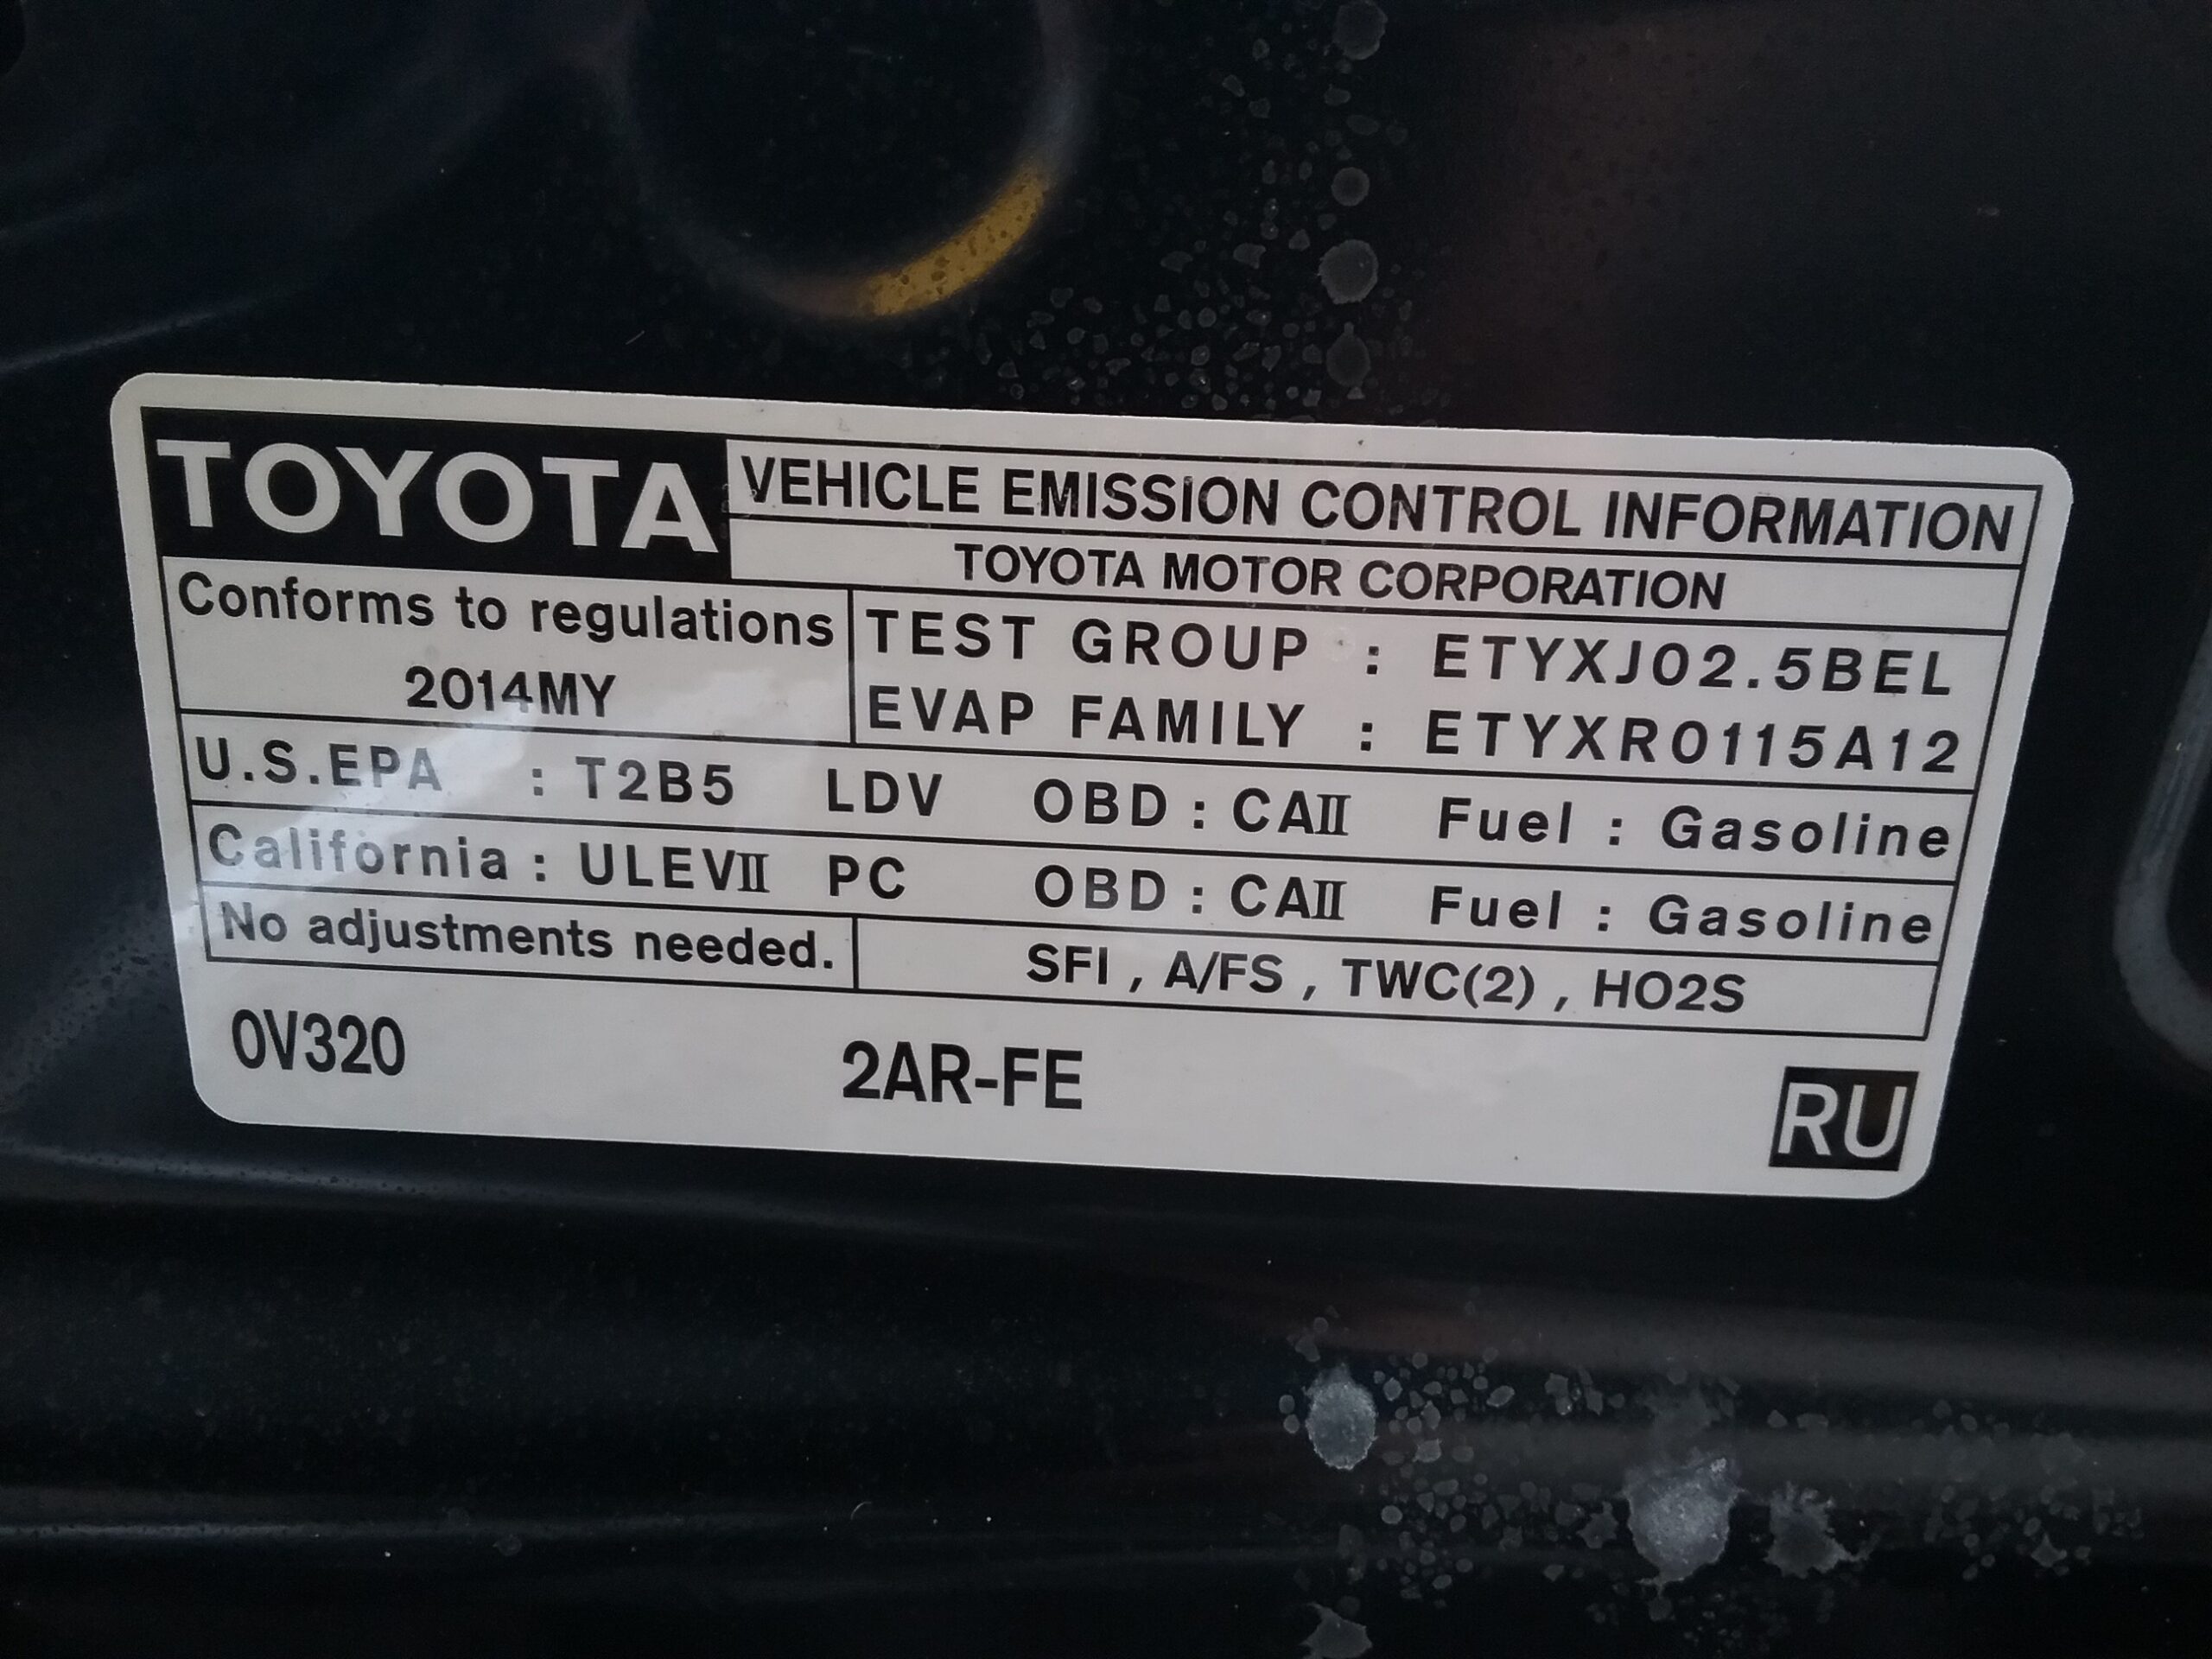 TOYOTA VEHICLE EMISSION CONTROL INFORMATION
TOYOTA MOTOR CORPORATION
Conforms to regulations
2014MY
TEST GROUP : ETYXJ02.5BEL
EVAP FAMILY : ETYXR0115A12
U.S.EPA : T2B5 LDV OBD : CAⅡ Fuel : Gasoline
California : ULEVⅡ PC OBD : CAⅡ Fuel : Gasoline
No adjustments needed. SFI , A/FS , TWC(2) , HO2S
0V320 2AR-FE RU